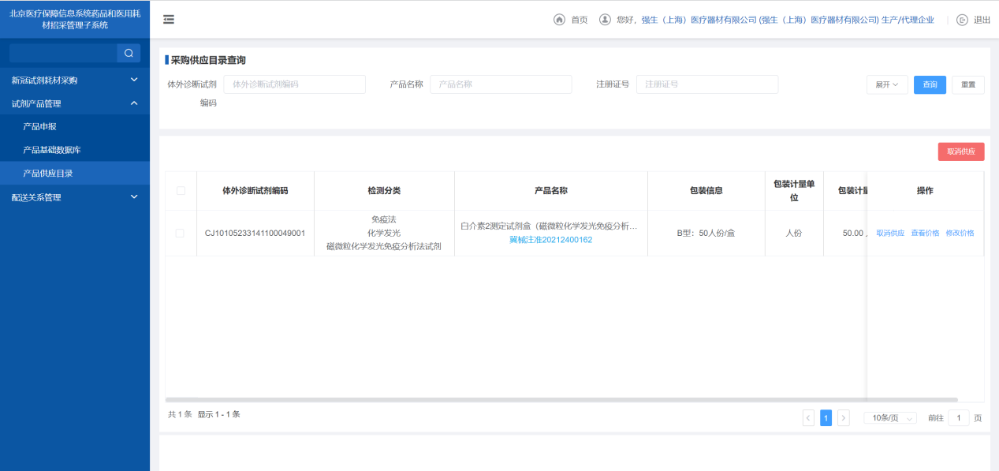 北京医疗保障信息系统药品和医用耗
材招采管理子系统
首页
您好，强生（上海）医疗器材有限公司 (强生（上海）医疗器材有限公司) 生产/代理企业
退出
新冠试剂耗材采购
试剂产品管理
产品申报
产品基础数据库
产品供应目录
配送关系管理
采购供应目录查询
体外诊断试剂
编码
体外诊断试剂编码
产品名称
产品名称
注册证号
注册证号
展开
查询
重置
取消供应
体外诊断试剂编码
检测分类
产品名称
包装信息
包装计量单
位
包装计量
操作
CJ10105233141100049001
免疫法
化学发光
磁微粒化学发光免疫分析法试剂
白介素2测定试剂盒（磁微粒化学发光免疫分析...
冀械注准20212400162
B型：50人份/盒
人份
50.00
取消供应 查看价格 修改价格
共 1 条 显示 1 - 1 条
1
10条/页
前往 1 页